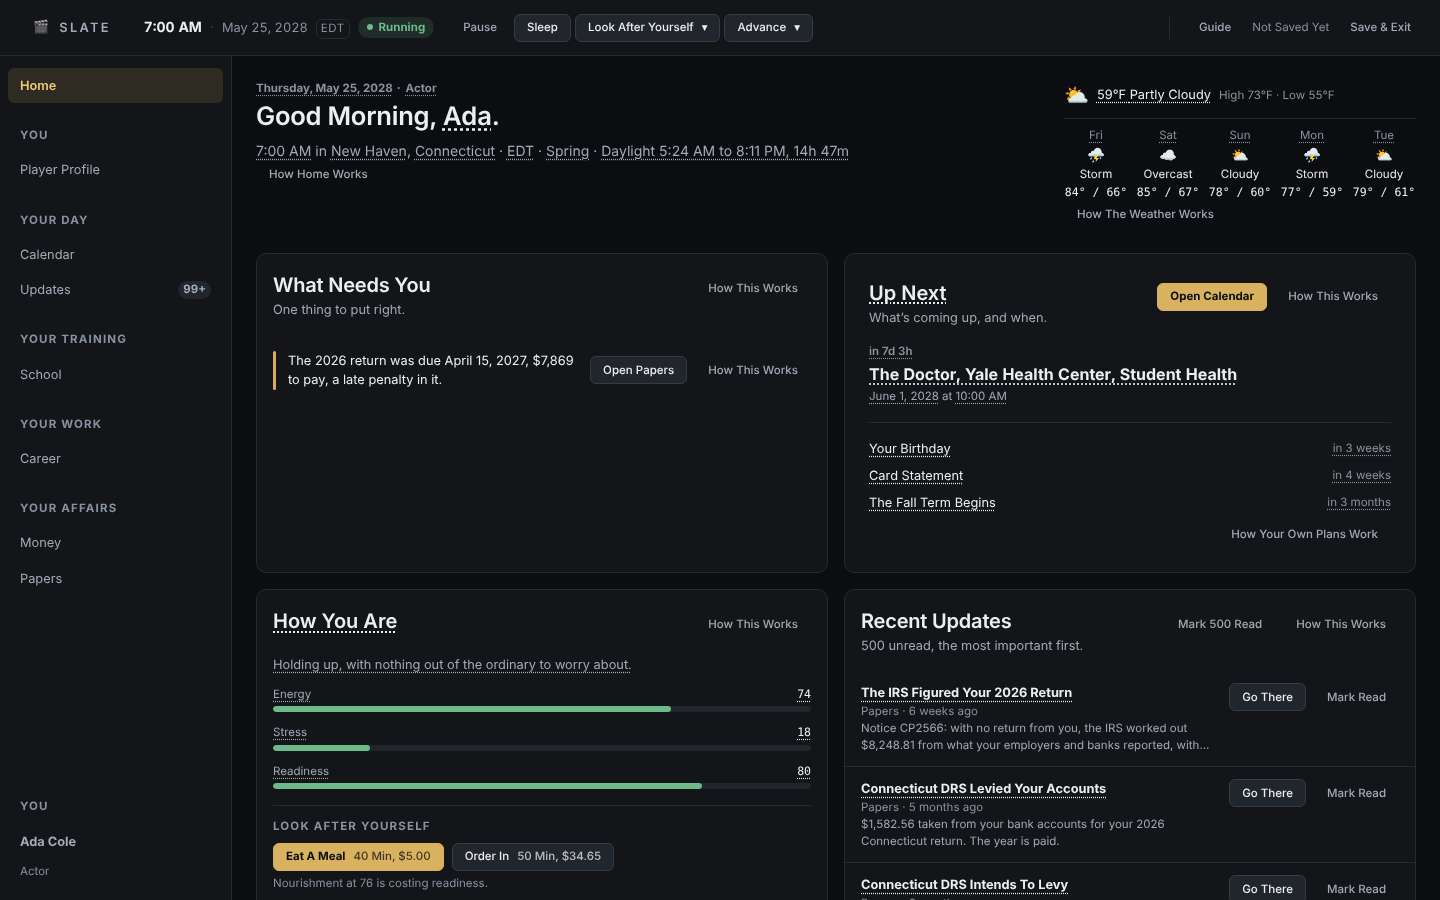 SLATE
7:00 AM · May 25, 2028 EDT Running Pause Sleep Look After Yourself ▾ Advance ▾ Guide Not Saved Yet Save & Exit
Home
YOU
Player Profile
YOUR DAY
Calendar
Updates 99+
YOUR TRAINING
School
YOUR WORK
Career
YOUR AFFAIRS
Money
Papers
YOU
Ada Cole
Actor
Thursday, May 25, 2028 · Actor
Good Morning, Ada.
7:00 AM in New Haven, Connecticut · EDT · Spring · Daylight 5:24 AM to 8:11 PM, 14h 47m
How Home Works
59°F Partly Cloudy High 73°F · Low 55°F
Fri Sat Sun Mon Tue
Storm Overcast Cloudy Storm Cloudy
84° / 66° 85° / 67° 78° / 60° 77° / 59° 79° / 61°
How The Weather Works
What Needs You How This Works
One thing to put right.
The 2026 return was due April 15, 2027, $7,869
to pay, a late penalty in it.
Open Papers How This Works
Up Next Open Calendar How This Works
What's coming up, and when.
in 7d 3h
The Doctor, Yale Health Center, Student Health
June 1, 2028 at 10:00 AM
Your Birthday in 3 weeks
Card Statement in 4 weeks
The Fall Term Begins in 3 months
How Your Own Plans Work
How You Are How This Works
Holding up, with nothing out of the ordinary to worry about.
Energy 74
Stress 18
Readiness 80
LOOK AFTER YOURSELF
Eat A Meal 40 Min, $5.00 Order In 50 Min, $34.65
Nourishment at 76 is costing readiness.
Recent Updates Mark 500 Read How This Works
500 unread, the most important first.
The IRS Figured Your 2026 Return Go There Mark Read
Papers · 6 weeks ago
Notice CP2566: with no return from you, the IRS worked out
$8,248.81 from what your employers and banks reported, with…
Connecticut DRS Levied Your Accounts Go There Mark Read
Papers · 5 months ago
$1,582.56 taken from your bank accounts for your 2026
Connecticut return. The year is paid.
Connecticut DRS Intends To Levy Go There Mark Read